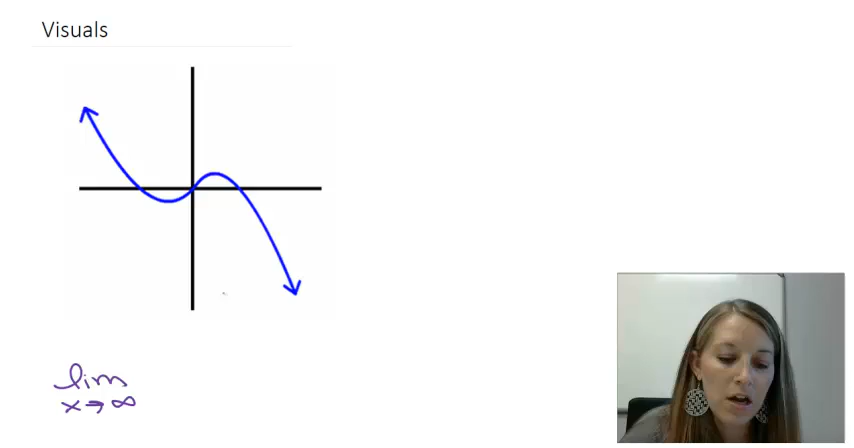 Visuals
lim
x → ∞